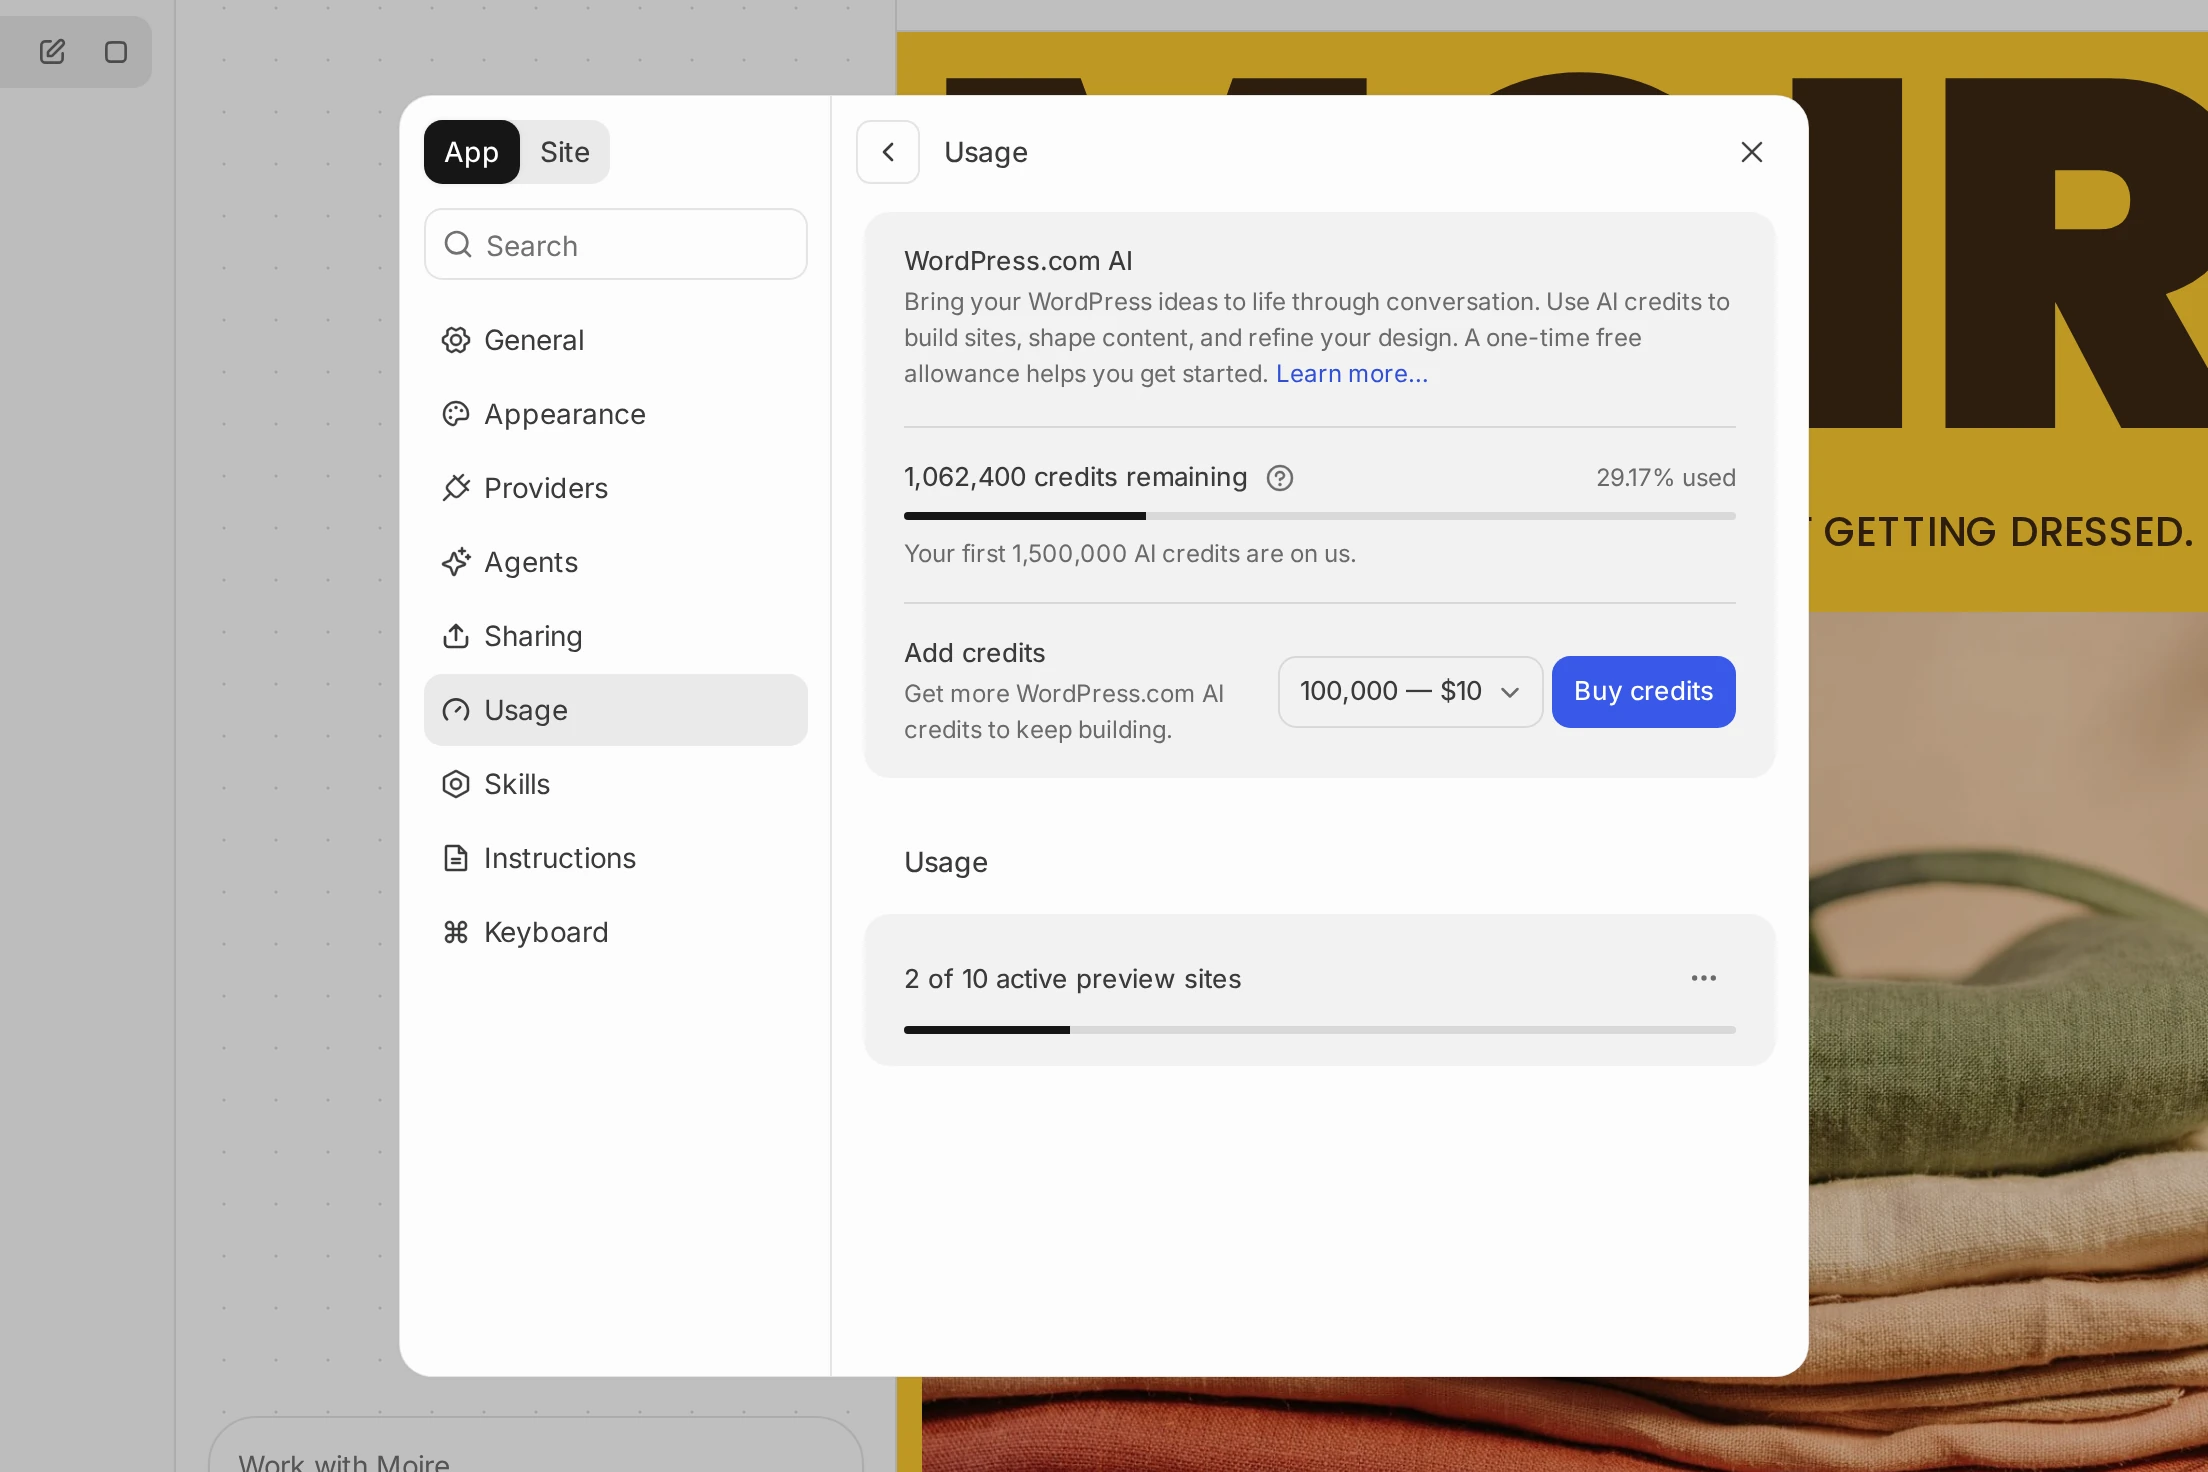 App
Site
Search
General
Appearance
Providers
Agents
Sharing
Usage
Skills
Instructions
Keyboard
Usage
WordPress.com AI
Bring your WordPress ideas to life through conversation. Use AI credits to
build sites, shape content, and refine your design. A one-time free
allowance helps you get started. Learn more...
1,062,400 credits remaining
29.17% used
Your first 1,500,000 AI credits are on us.
Add credits
Get more WordPress.com AI
credits to keep building.
100,000 — $10
Buy credits
Usage
2 of 10 active preview sites
GETTING DRESSED.
Work with Moire